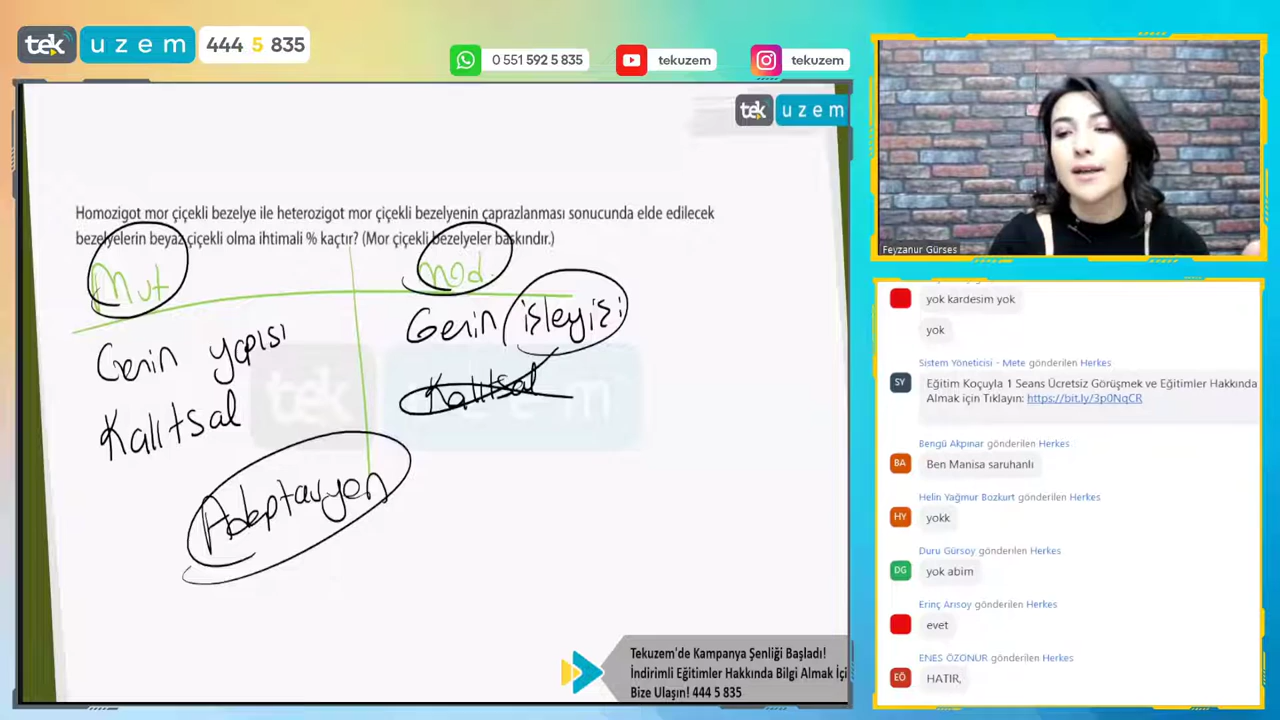 tek uzem 444 5 835
0 551 592 5 835
tekuzem
tekuzem
tek uzem
Homozigot mor çiçekli bezelye ile heterozigot mor çiçekli bezelyenin çaprazlanması sonucunda elde edilecek
bezelyelerin beyaz çiçekli olma ihtimali % kaçtır? (Mor çiçekli bezelyeler baskındır.)
Mut
Mod.
Genin yapısı
Genin işleyişi
Kalıtsal
Kalıtsal
Adaptasyon
tek uzem
Tekuzem'de Kampanya Şenliği Başladı!
İndirimli Eğitimler Hakkında Bilgi Almak İçi
Bize Ulaşın! 444 5 835
Feyzanur Gürses
yok kardesim yok
yok
Sistem Yöneticisi - Mete gönderilen Herkes
SY
Eğitim Koçuyla 1 Seans Ücretsiz Görüşmek ve Eğitimler Hakkında
Almak için Tıklayın: https://bit.ly/3p0NqCR
Bengü Akpınar gönderilen Herkes
BA
Ben Manisa saruhanlı
Helin Yağmur Bozkurt gönderilen Herkes
HY
yokk
Duru Gürsoy gönderilen Herkes
DG
yok abim
Erinç Arısoy gönderilen Herkes
evet
ENES ÖZONUR gönderilen Herkes
EÖ
HATIR,